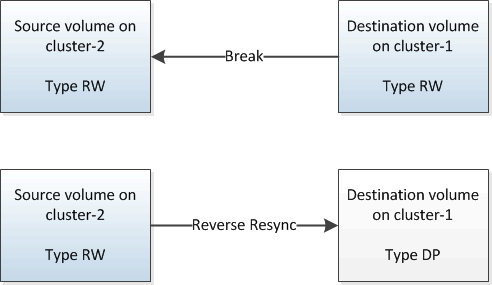 Source volume on
cluster-2
Type RW
Break
Destination volume
on cluster-1
Type RW
Source volume on
cluster-2
Type RW
Reverse Resync
Destination volume
on cluster-1
Type DP